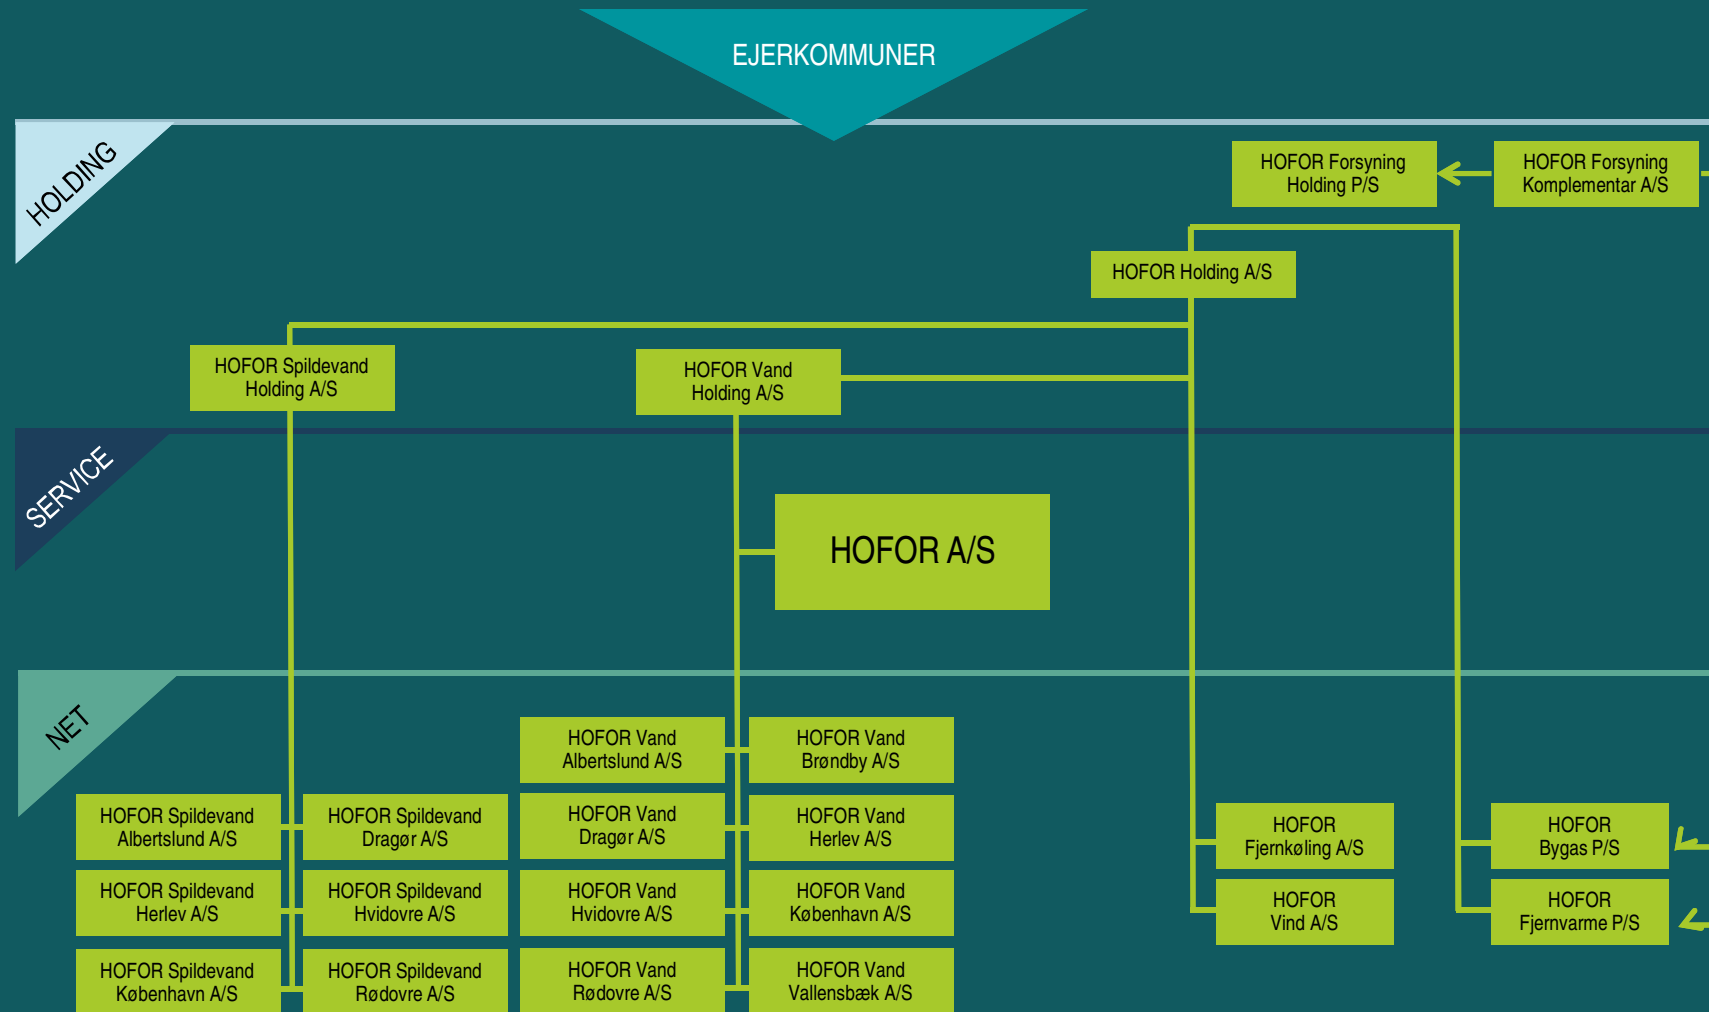 EJERKOMMUNER
HOLDING
HOFOR Forsyning
Holding P/S
HOFOR Forsyning
Komplementar A/S
HOFOR Holding A/S
HOFOR Spildevand
Holding A/S
HOFOR Vand
Holding A/S
SERVICE
HOFOR A/S
NET
HOFOR Spildevand
Albertslund A/S
HOFOR Spildevand
Dragør A/S
HOFOR Spildevand
Herlev A/S
HOFOR Spildevand
Hvidovre A/S
HOFOR Spildevand
København A/S
HOFOR Spildevand
Rødovre A/S
HOFOR Vand
Albertslund A/S
HOFOR Vand
Brøndby A/S
HOFOR Vand
Dragør A/S
HOFOR Vand
Herlev A/S
HOFOR Vand
Hvidovre A/S
HOFOR Vand
København A/S
HOFOR Vand
Rødovre A/S
HOFOR Vand
Vallensbæk A/S
HOFOR
Fjernkøling A/S
HOFOR
Vind A/S
HOFOR
Bygas P/S
HOFOR
Fjernvarme P/S